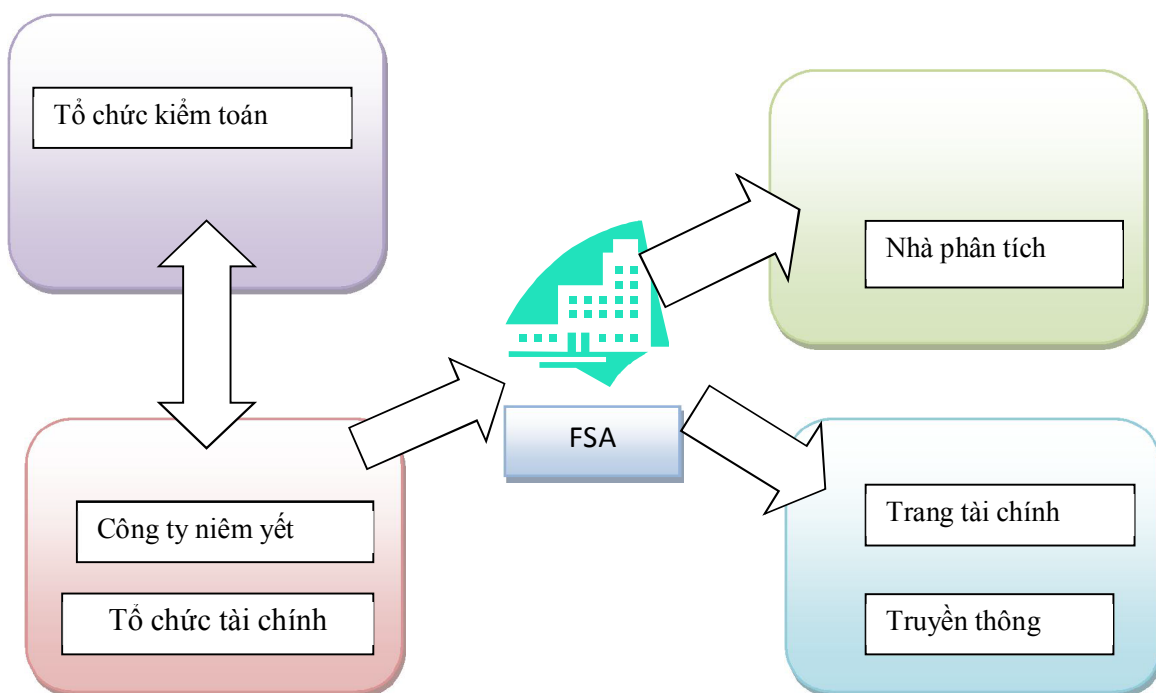 Tổ chức kiểm toán
Nhà phân tích
FSA
Công ty niêm yết
Tổ chức tài chính
Trang tài chính
Truyền thông